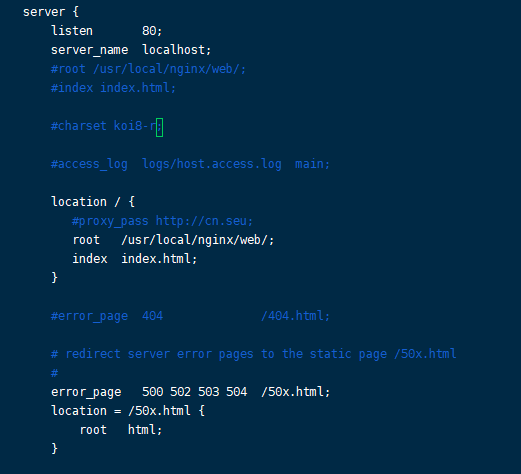 server {
    listen       80;
    server_name  localhost;
    #root /usr/local/nginx/web/;
    #index index.html;

    #charset koi8-r;

    #access_log  logs/host.access.log  main;

    location / {
       #proxy_pass http://cn.seu;
       root   /usr/local/nginx/web/;
       index  index.html;
    }

    #error_page  404              /404.html;

    # redirect server error pages to the static page /50x.html
    #
    error_page   500 502 503 504  /50x.html;
    location = /50x.html {
        root   html;
    }